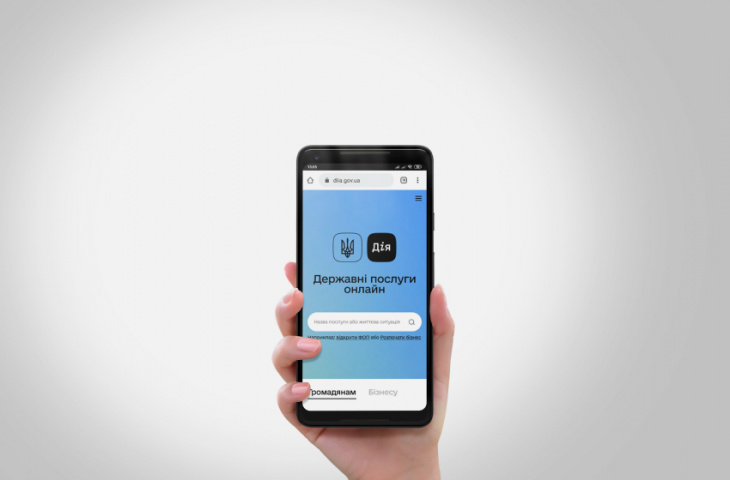 diia.gov.ua
Дія
Державні послуги
онлайн
Назва послуги або життєва ситуація
відкрити ФОП або Розпочати бізнес
Громадянам Бізнесу